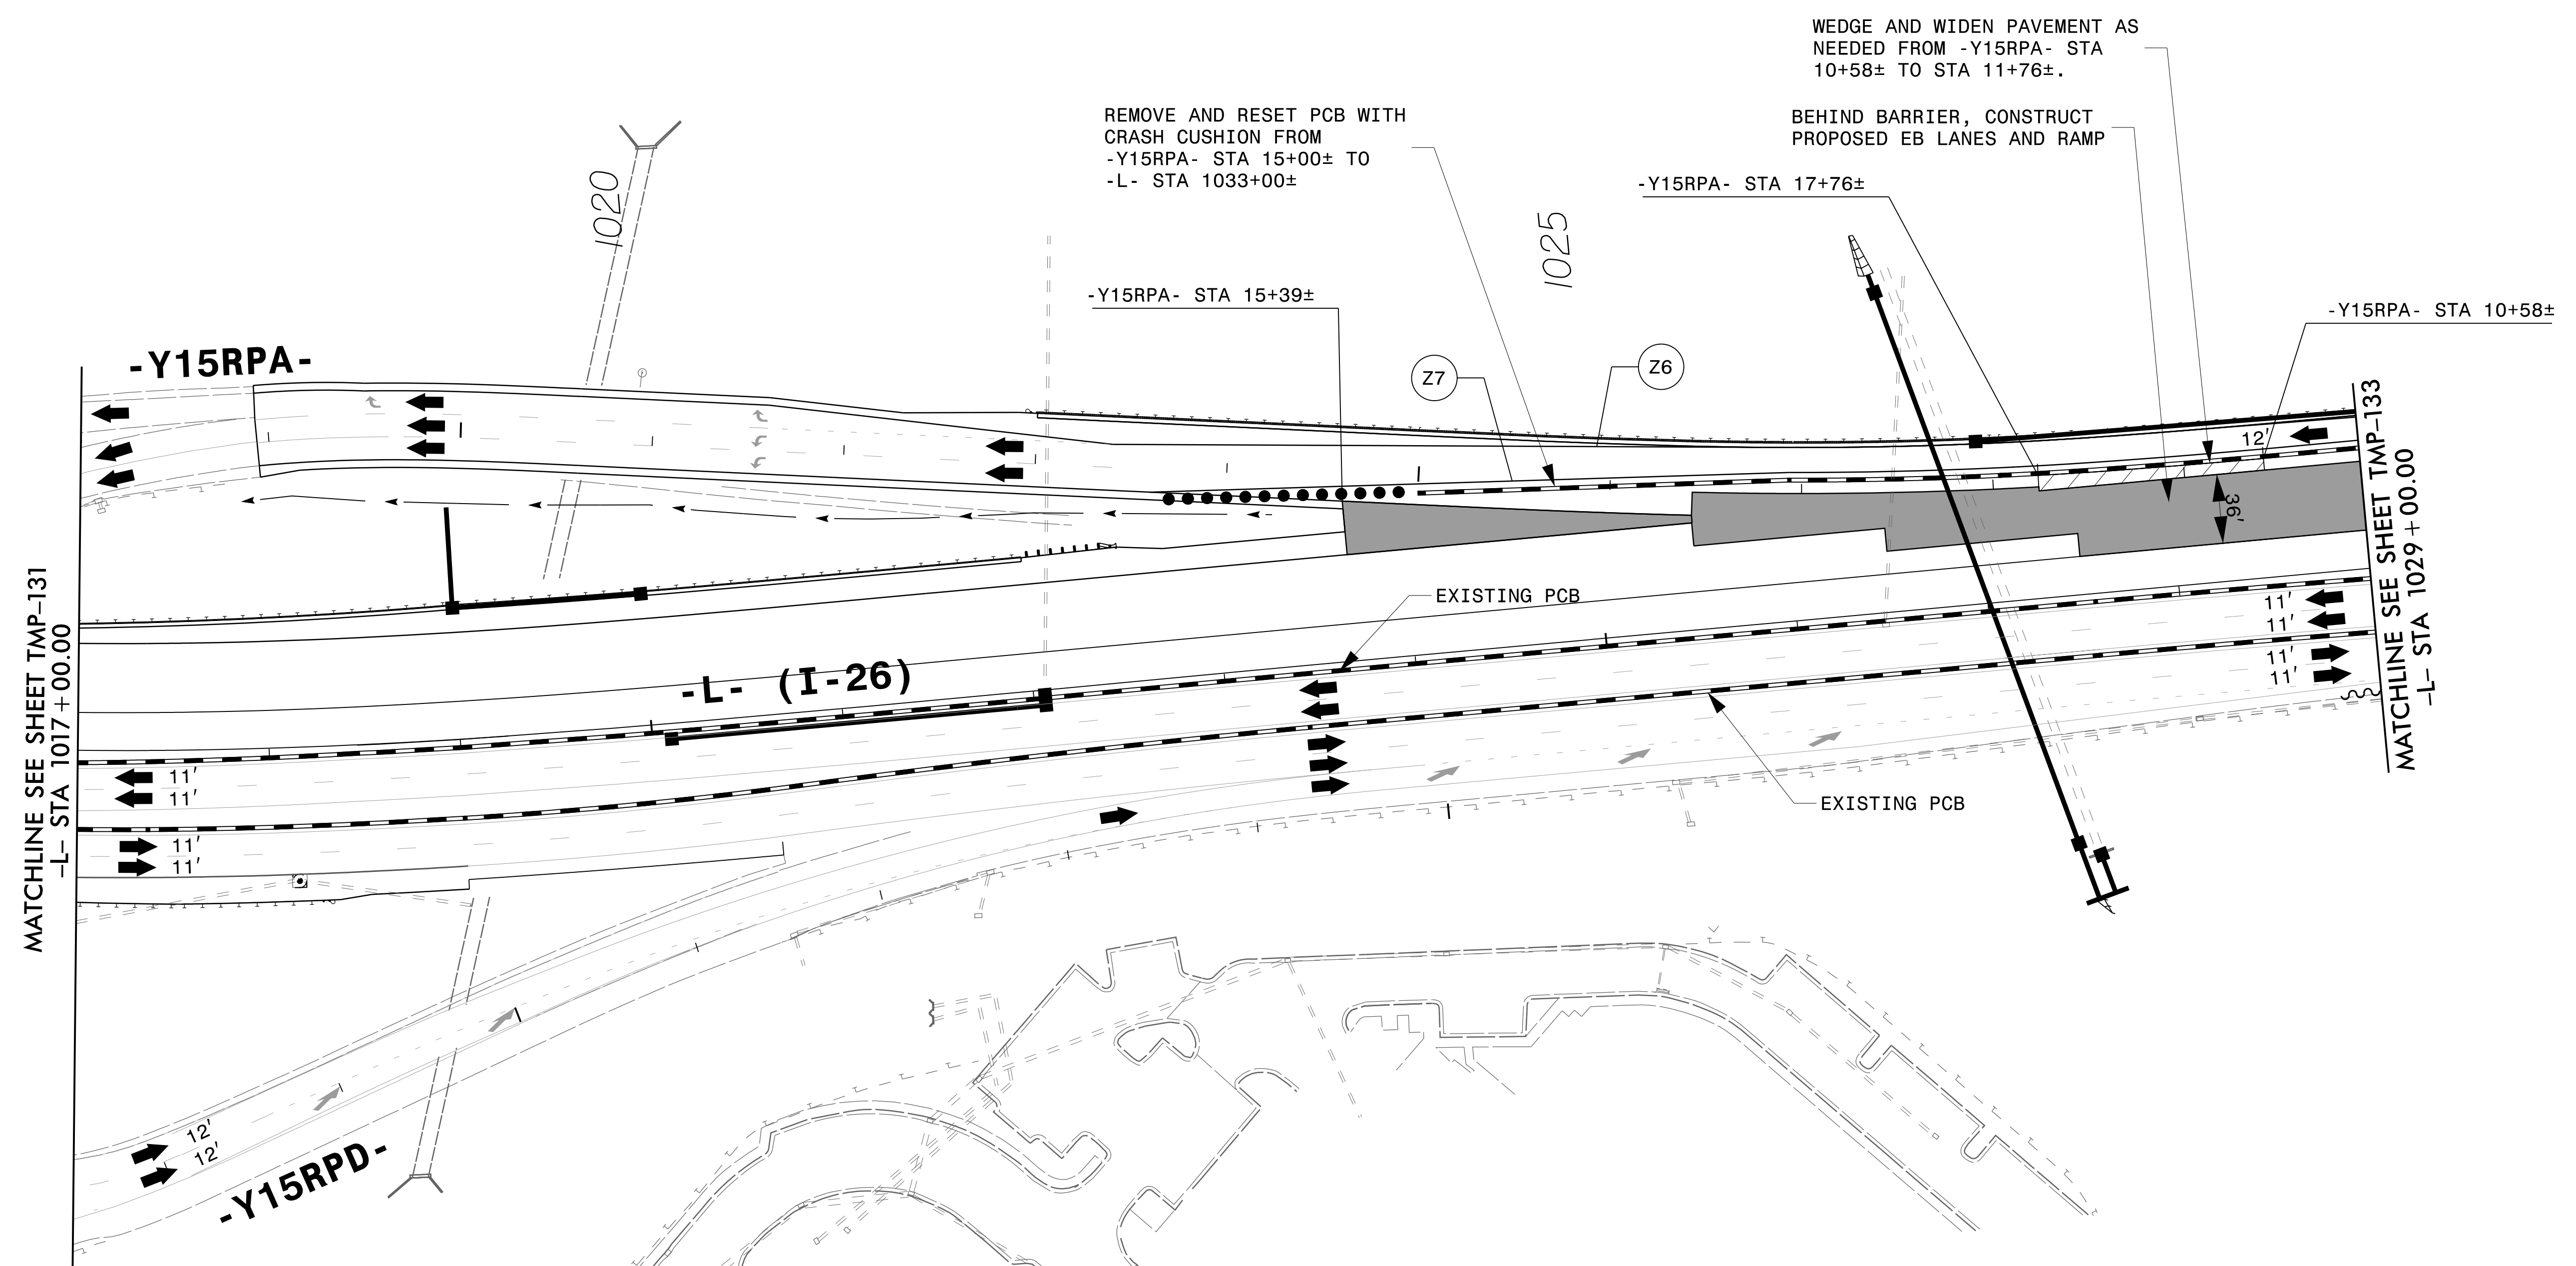 WEDGE AND WIDEN PAVEMENT AS
NEEDED FROM -Y15RPA- STA
10+58± TO STA 11+76±.
BEHIND BARRIER, CONSTRUCT
PROPOSED EB LANES AND RAMP
REMOVE AND RESET PCB WITH
CRASH CUSHION FROM
-Y15RPA- STA 15+00± TO
-L- STA 1033+00±
-Y15RPA- STA 17+76±
1020
1025
-Y15RPA- STA 15+39±
-Y15RPA- STA 10+58±
-Y15RPA-
Z7
Z6
12'
36'
MATCHLINE SEE SHEET TMP-133
-L- STA 1029+00.00
EXISTING PCB
11'
11'
11'
11'
-L- (I-26)
MATCHLINE SEE SHEET TMP-131
-L- STA 1017+00.00
11'
11'
11'
11'
EXISTING PCB
12'
12'
-Y15RPD-